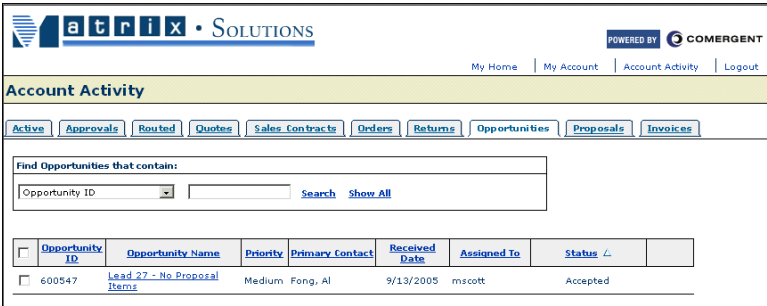 Matrix • SOLUTIONS
POWERED BY COMERGENT
My Home My Account Account Activity Logout
Account Activity
Active Approvals Routed Quotes Sales Contracts Orders Returns Opportunities Proposals Invoices
Find Opportunities that contain:
Opportunity ID Search Show All
Opportunity ID Opportunity Name Priority Primary Contact Received Date Assigned To Status
600547 Lead 27 - No Proposal Items Medium Fong, Al 9/13/2005 mscott Accepted